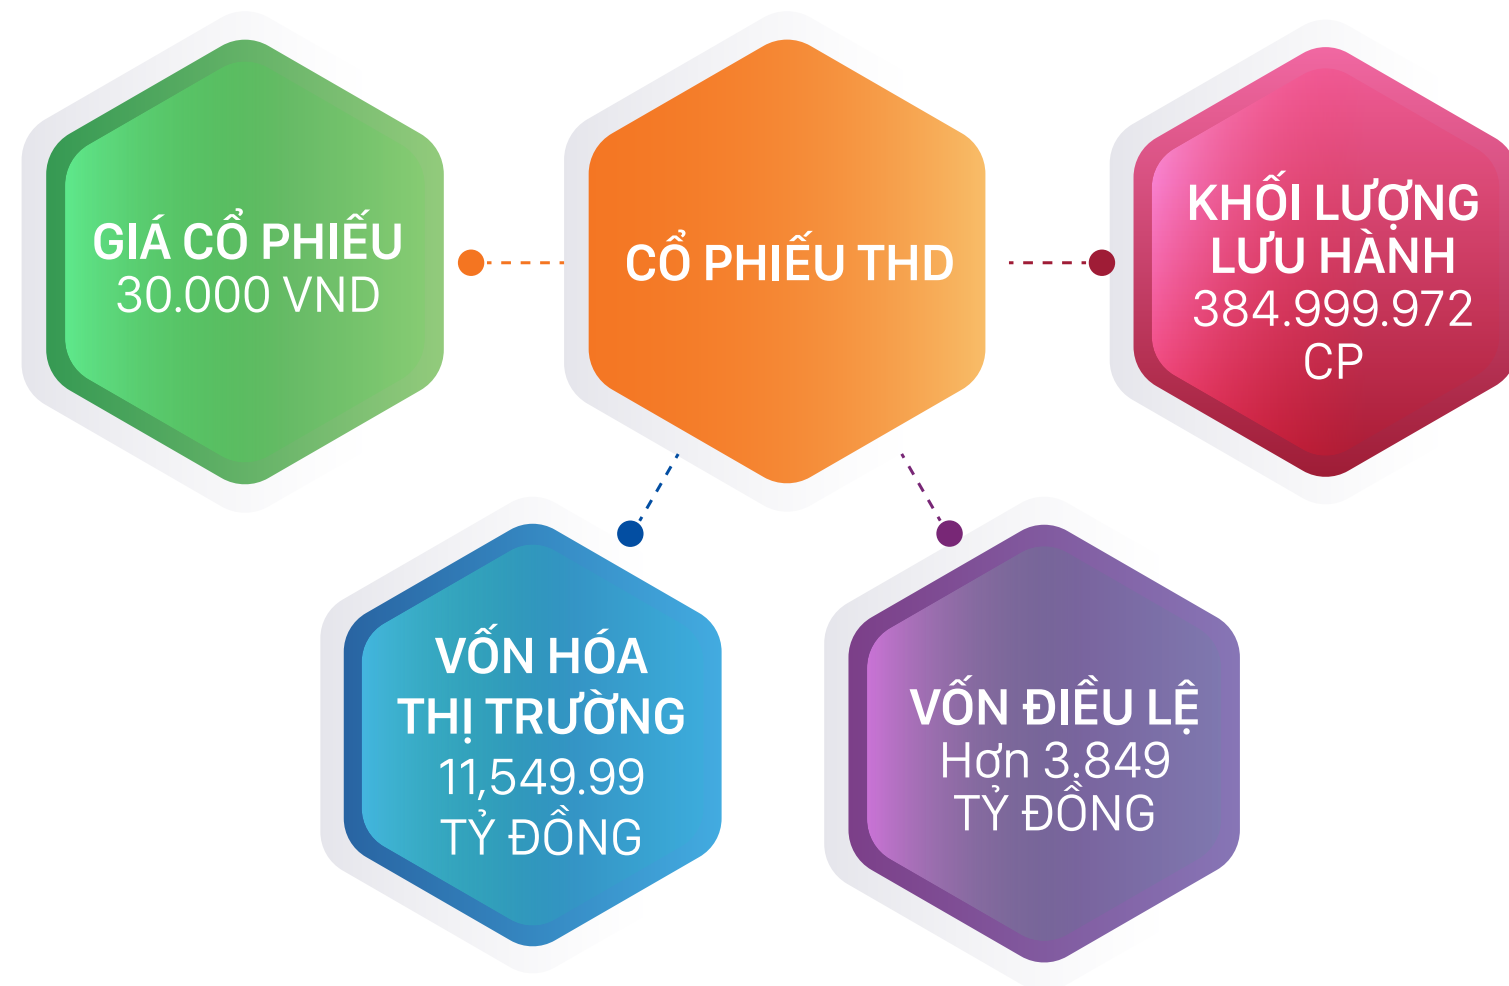 GIÁ CỔ PHIẾU
30.000 VND
CỔ PHIẾU THD
KHỐI LƯỢNG
LƯU HÀNH
384.999.972
CP
VỐN HÓA
THỊ TRƯỜNG
11,549.99
TỶ ĐỒNG
VỐN ĐIỀU LỆ
Hơn 3.849
TỶ ĐỒNG